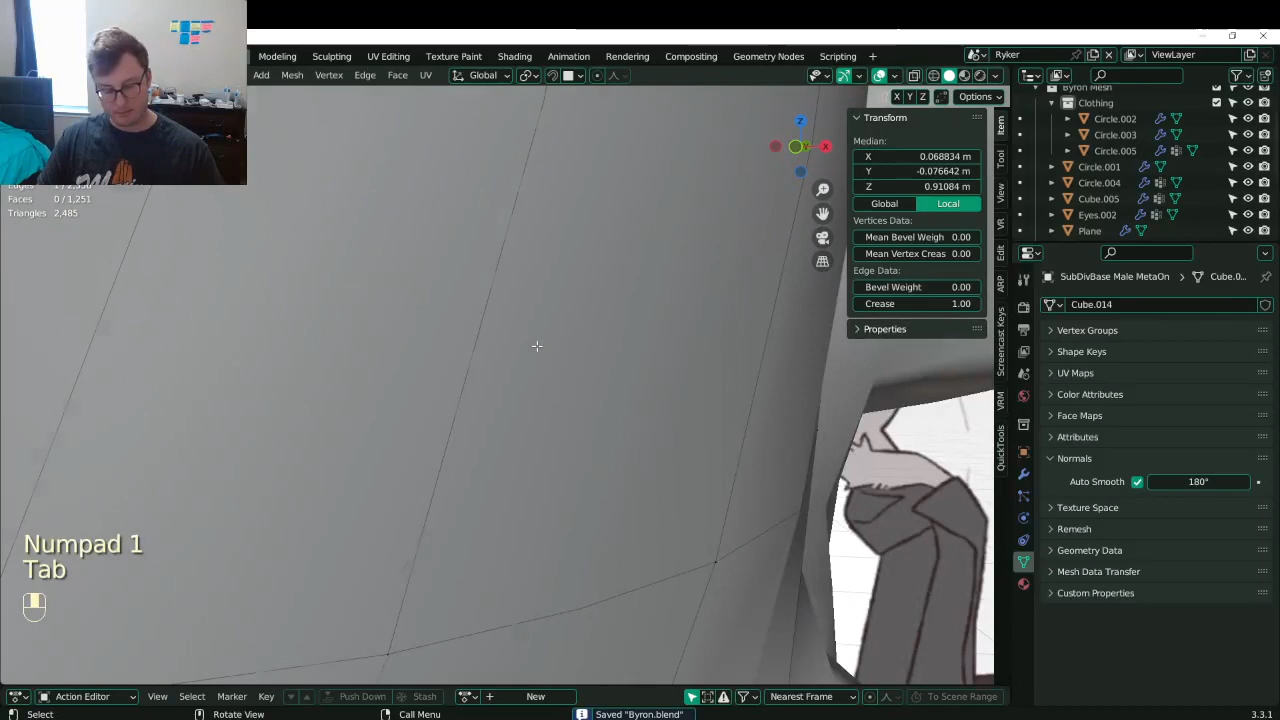 Modeling Sculpting UV Editing Texture Paint Shading Animation Rendering Compositing Geometry Nodes Scripting + Ryker ViewLayer
Add Mesh Vertex Edge Face UV Global
X Y Z Options
Byron Mesh
Clothing
Circle.002
Circle.003
Circle.005
Circle.001
Circle.004
Cube.005
Eyes.002
Plane
Faces 0 / 1,251
Triangles 2,485
Z
Y
X
Transform
Median:
X 0.068834 m
Y -0.076642 m
Z 0.91084 m
Global Local
Vertices Data:
Mean Bevel Weigh 0.00
Mean Vertex Creas 0.00
Edge Data:
Bevel Weight 0.00
Crease 1.00
Properties
Item
Tool
View
VR
Edit
ARP
Screencast Keys
VRM
QuickTools
SubDivBase Male MetaOn Cube.0...
Cube.014
Vertex Groups
Shape Keys
UV Maps
Color Attributes
Face Maps
Attributes
Normals
Auto Smooth 180°
Texture Space
Remesh
Geometry Data
Mesh Data Transfer
Custom Properties
Numpad 1
Tab
Action Editor View Select Marker Key Push Down Stash + New Nearest Frame To Scene Range
Select Rotate View Call Menu Saved "Byron.blend" 3.3.1